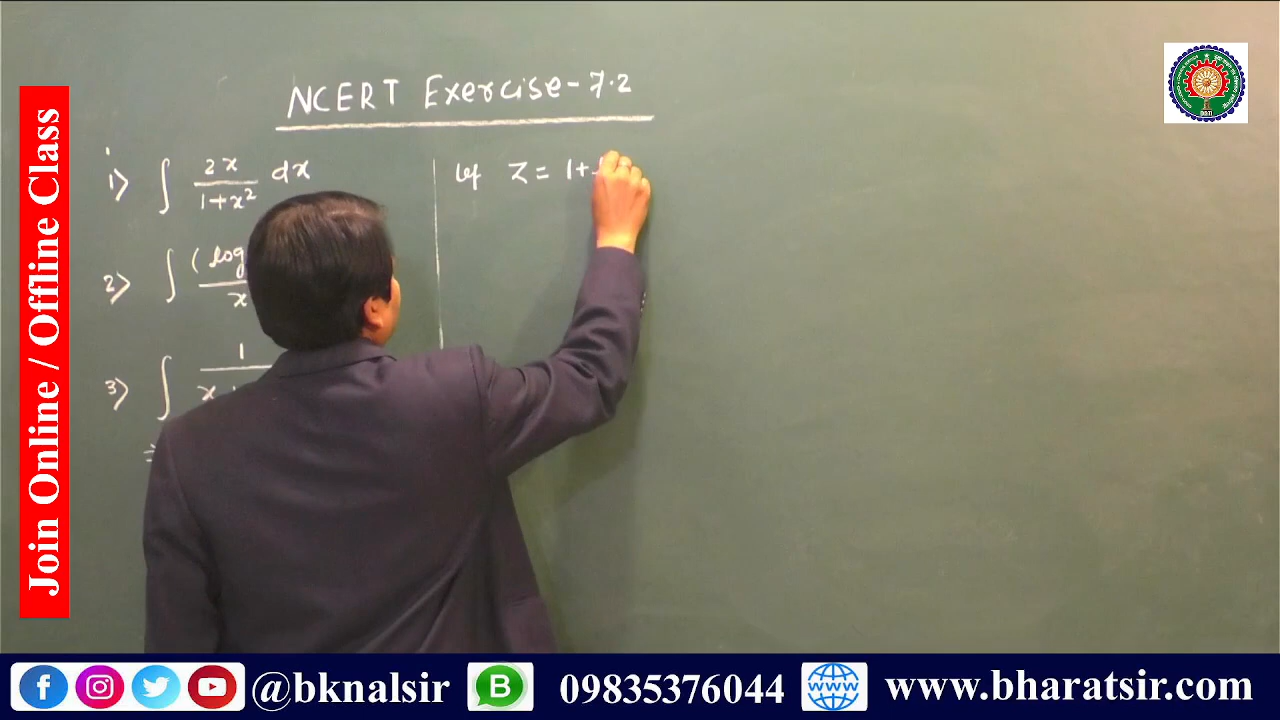 NCERT Exercise-7.2
1) ∫ 2x / 1+x² dx
let z = 1+
2) ∫ (log / x
3) ∫ 1 / x
Join Online / Offline Class
@bknalsir 09835376044 www.bharatsir.com